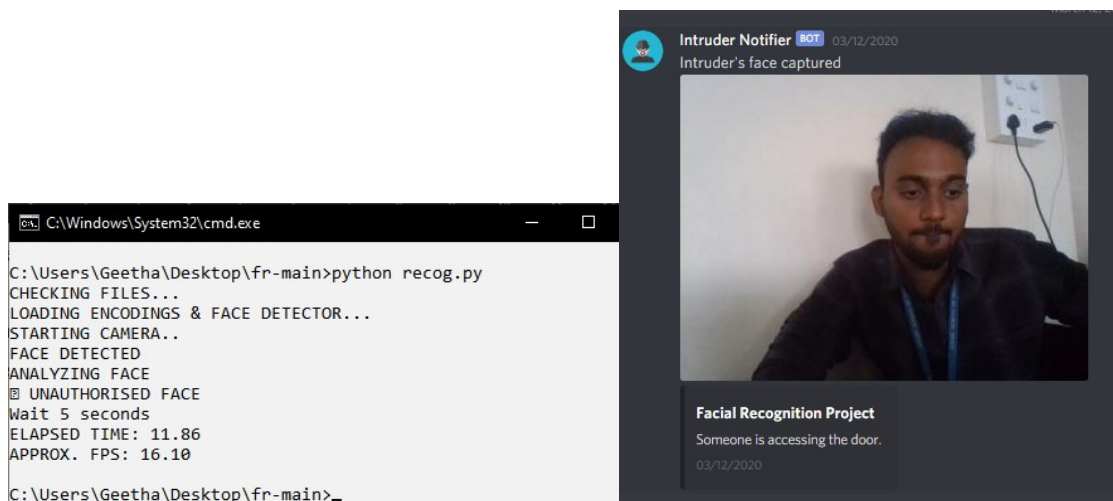 C:\Windows\System32\cmd.exe
C:\Users\Geetha\Desktop\fr-main>python recog.py
CHECKING FILES...
LOADING ENCODINGS & FACE DETECTOR...
STARTING CAMERA..
FACE DETECTED
ANALYZING FACE
UNAUTHORISED FACE
Wait 5 seconds
ELAPSED TIME: 11.86
APPROX. FPS: 16.10
C:\Users\Geetha\Desktop\fr-main>_
Intruder Notifier BOT 03/12/2020
Intruder's face captured
Facial Recognition Project
Someone is accessing the door.
03/12/2020